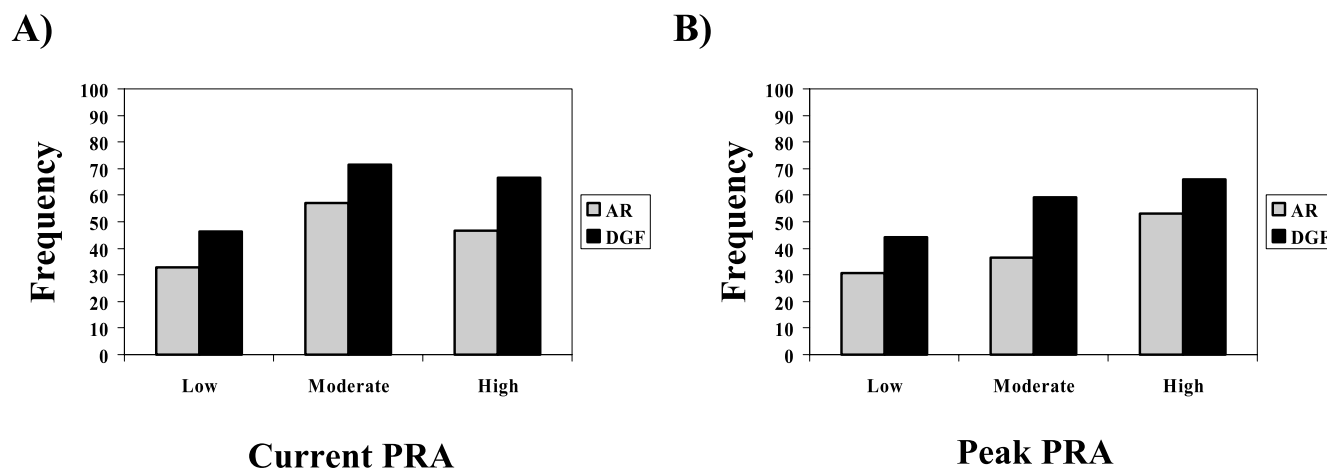 A)
Frequency
100
90
80
70
60
50
40
30
20
10
0
Low Moderate High
Current PRA
AR
DGF
B)
Frequency
100
90
80
70
60
50
40
30
20
10
0
Low Moderate High
Peak PRA
AR
DGF